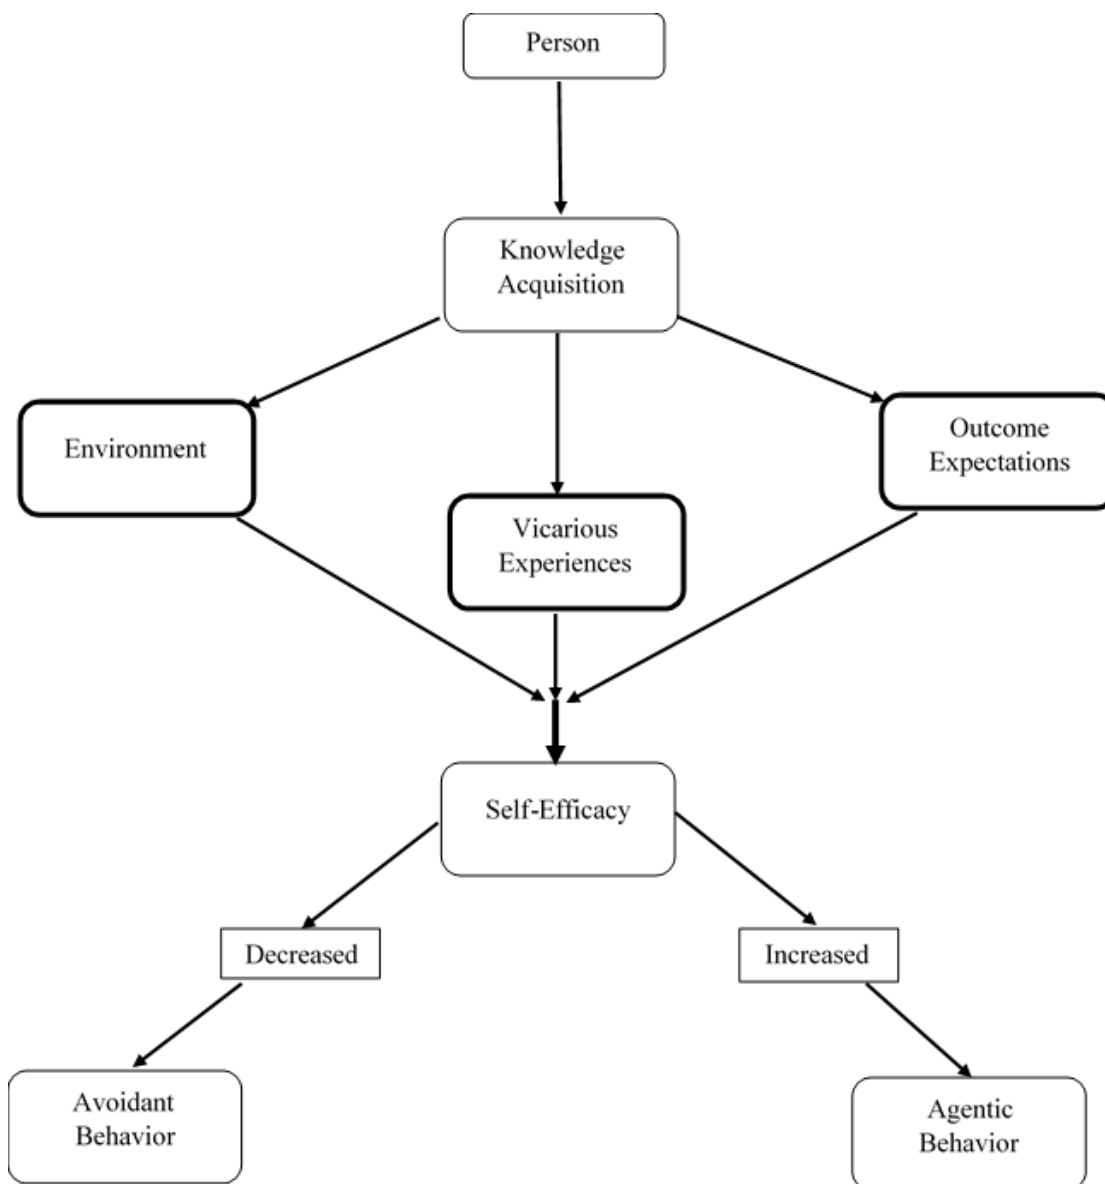 Person
Knowledge
Acquisition
Environment
Outcome
Expectations
Vicarious
Experiences
Self-Efficacy
Decreased
Increased
Avoidant
Behavior
Agentic
Behavior